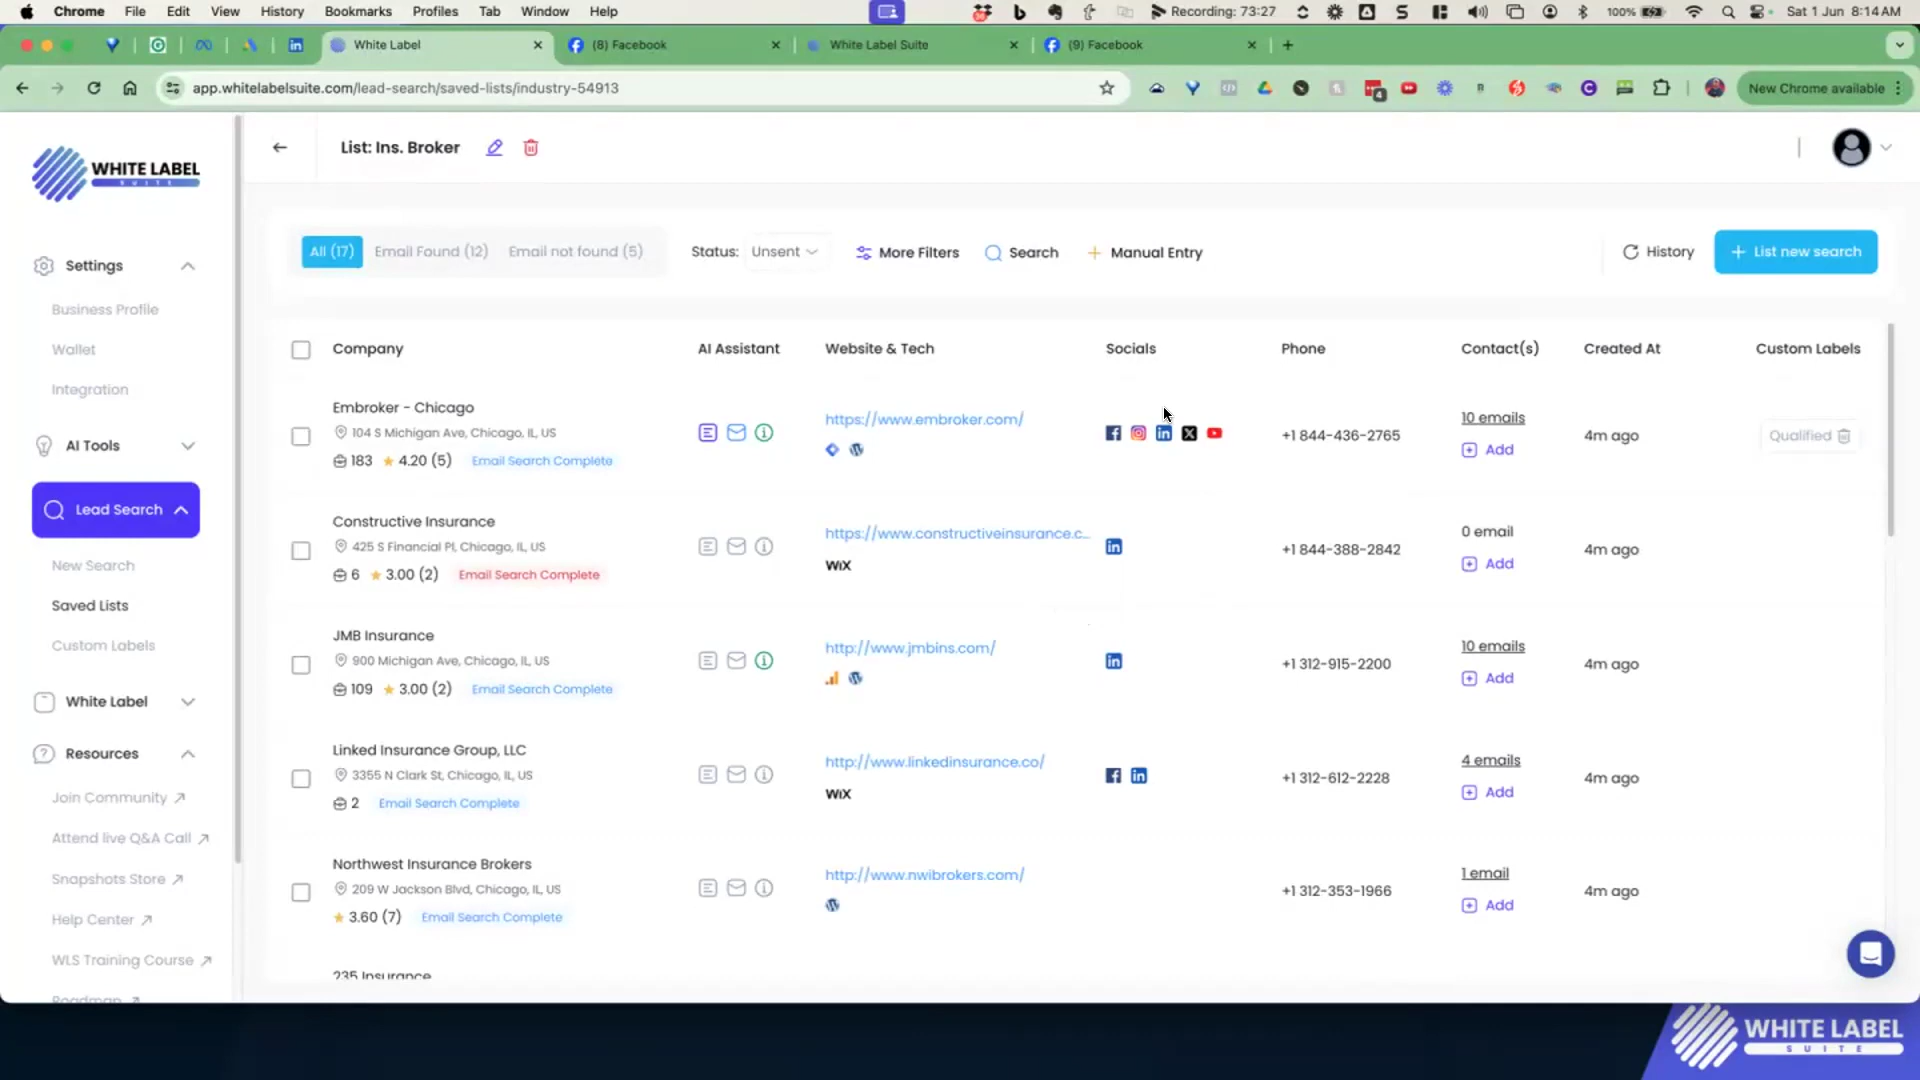 Chrome File Edit View History Bookmarks Profiles Tab Window Help Recording: 73:27 100% Sat 1 Jun 8:14 AM
White Label (8) Facebook White Label Suite (9) Facebook
app.whitelabelsuite.com/lead-search/saved-lists/industry-54913 New Chrome available
WHITE LABEL
SUITE
List: Ins. Broker
All (17) Email Found (12) Email not found (5) Status: Unsent More Filters Search Manual Entry History + List new search
Settings
Business Profile
Wallet
Integration
AI Tools
Lead Search
New Search
Saved Lists
Custom Labels
White Label
Resources
Join Community
Attend live Q&A Call
Snapshots Store
Help Center
WLS Training Course
Roadmap
Company AI Assistant Website & Tech Socials Phone Contact(s) Created At Custom Labels
Embroker - Chicago
104 S Michigan Ave, Chicago, IL, US
183 4.20 (5) Email Search Complete
https://www.embroker.com/
+1 844-436-2765
10 emails
Add
4m ago
Qualified
Constructive Insurance
425 S Financial Pl, Chicago, IL, US
6 3.00 (2) Email Search Complete
https://www.constructiveinsurance.c...
WiX
+1 844-388-2842
0 email
Add
4m ago
JMB Insurance
900 Michigan Ave, Chicago, IL, US
109 3.00 (2) Email Search Complete
http://www.jmbins.com/
+1 312-915-2200
10 emails
Add
4m ago
Linked Insurance Group, LLC
3355 N Clark St, Chicago, IL, US
2 Email Search Complete
http://www.linkedinsurance.co/
WiX
+1 312-612-2228
4 emails
Add
4m ago
Northwest Insurance Brokers
209 W Jackson Blvd, Chicago, IL, US
3.60 (7) Email Search Complete
http://www.nwibrokers.com/
+1 312-353-1966
1 email
Add
4m ago
235 Insurance
WHITE LABEL
SUITE